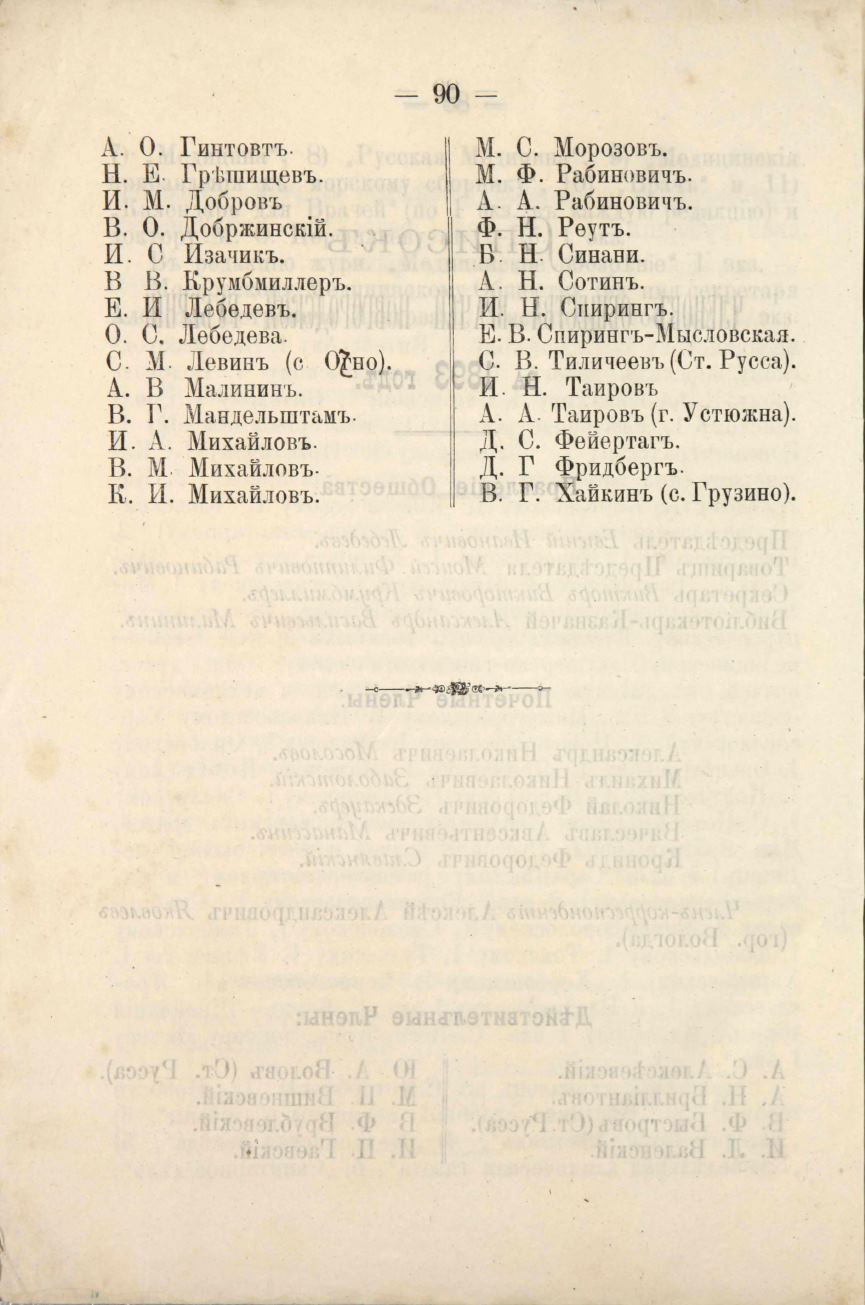 — 90 —
А. О. Гинтовтъ.
Н. Е. Грѣшищевъ.
И. М. Добровъ
В. О. Добржинскій.
И. С Изачикъ.
В В. Крумбмиллеръ.
Е. И Лебедевъ.
О. С. Лебедева.
С. М. Левинъ (с
А. В Малининъ.
В. Г. Мандельштамъ.
И. А. Михайловъ.
В. М. Михайловъ.
К. И. Михайловъ.
М. С. Морозовъ.
М. Ф. Рабиновичъ.
А. А. Рабиновичъ.
Ф. Н. Реутъ.
Б. Н. Синани.
А. Н. Сотинъ.
И. Н. Спирингъ.
Е. В. Спирингъ-Мысловская.
С. В. Тиличеевъ (Ст. Русса).
И. Н. Таировъ
А. А. Таировъ (г. Устюжна).
Д. С. Фейертагъ.
Д. Г Фридбергъ.
В. Г. Хайкинъ (с. Грузино).